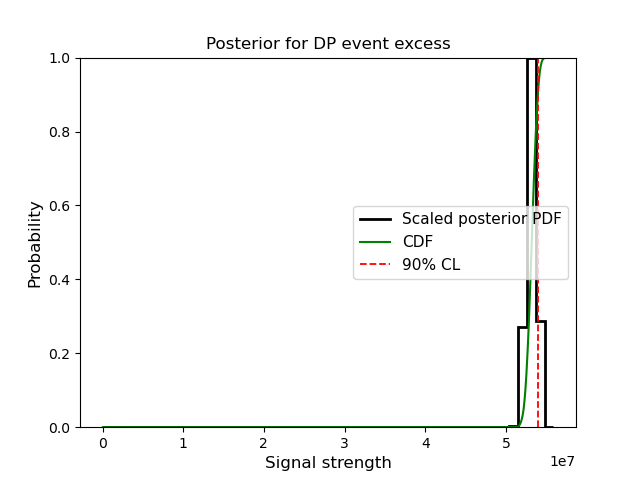 Posterior for DP event excess
1.0
0.8
0.6
0.4
0.2
0.0
Probability
Scaled posterior PDF
CDF
90% CL
0 1 2 3 4 5
1e7
Signal strength